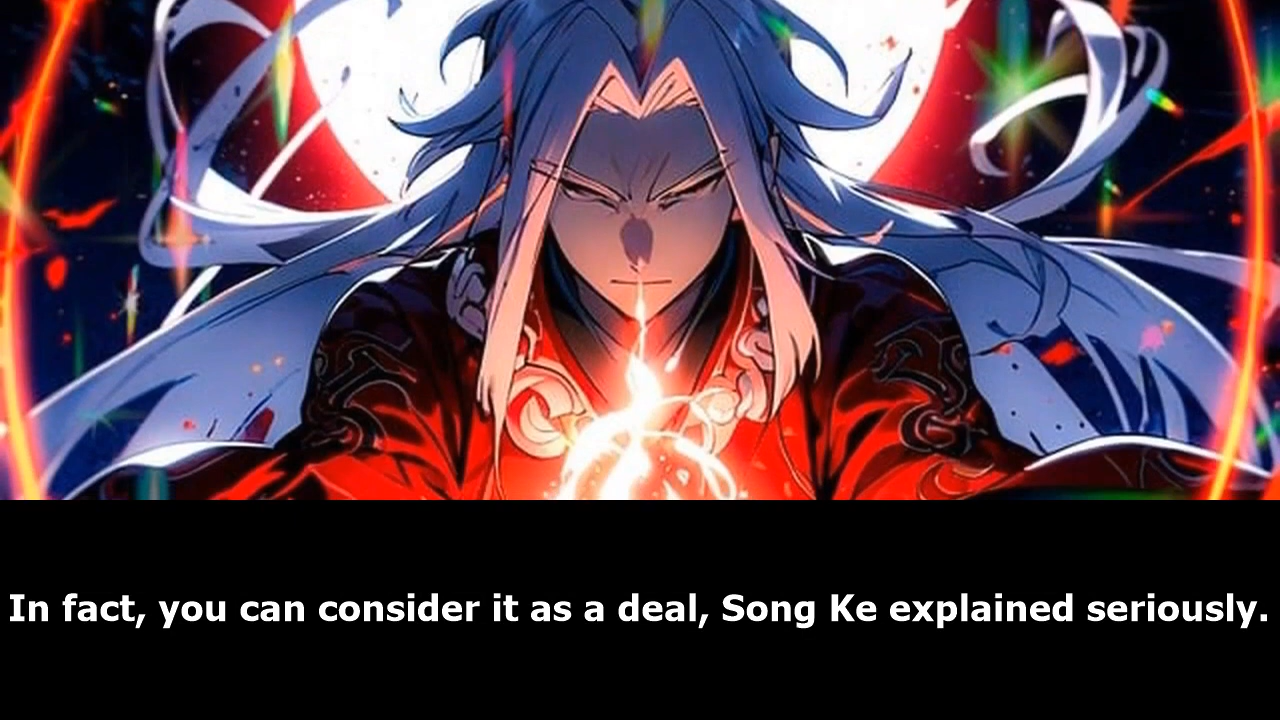 In fact, you can consider it as a deal, Song Ke explained seriously.